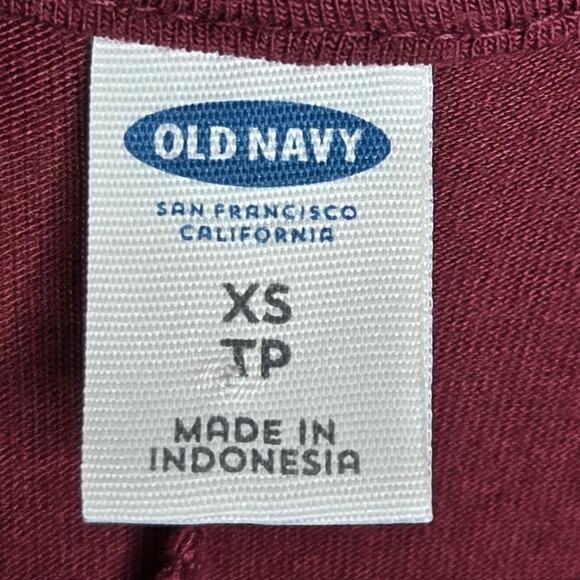 OLD NAVY
SAN FRANCISCO
CALIFORNIA
XS
TP
MADE IN
INDONESIA